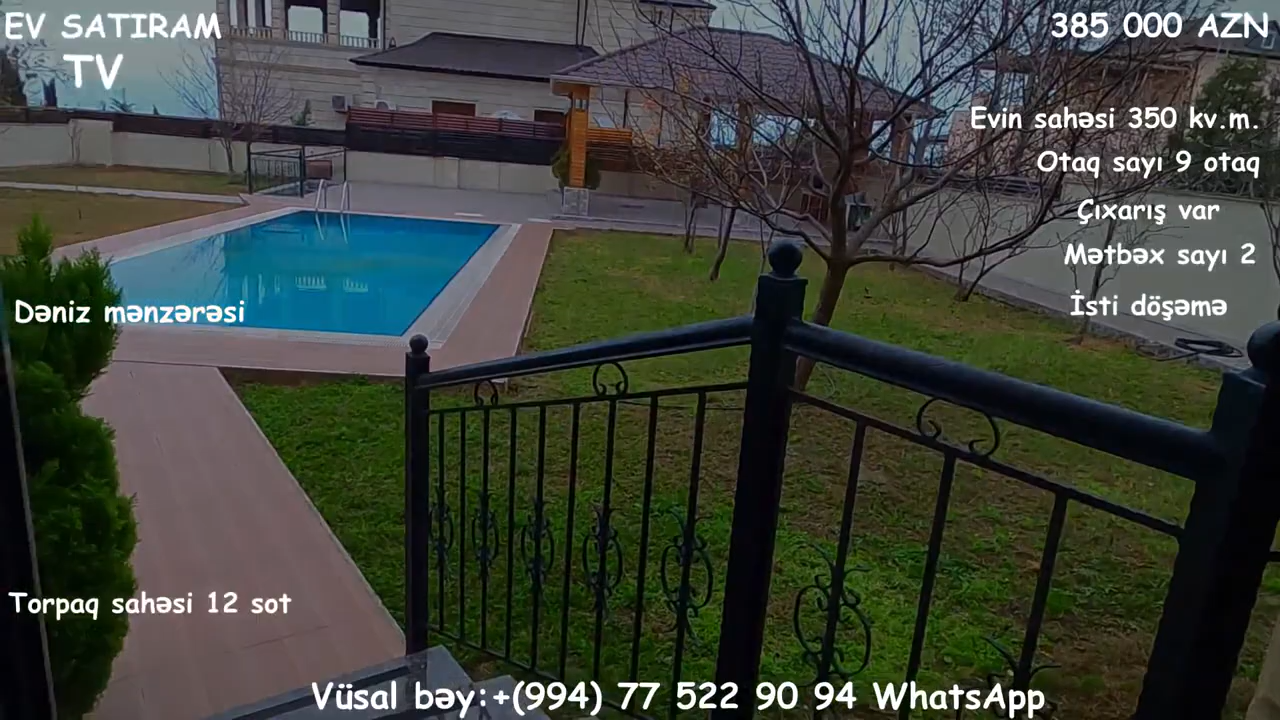 EV SATIRAM
TV
385 000 AZN
Evin sahəsi 350 kv.m.
Otaq sayı 9 otaq
Çıxarış var
Mətbəx sayı 2
İsti döşəmə
Dəniz mənzərəsi
Torpaq sahəsi 12 sot
Vüsal bəy:+(994) 77 522 90 94 WhatsApp